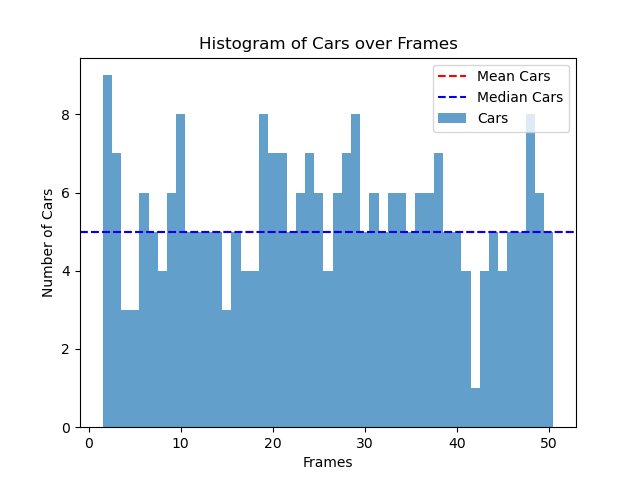 Histogram of Cars over Frames
Mean Cars
Median Cars
Cars
Number of Cars
8
6
4
2
0
0 10 20 30 40 50
Frames